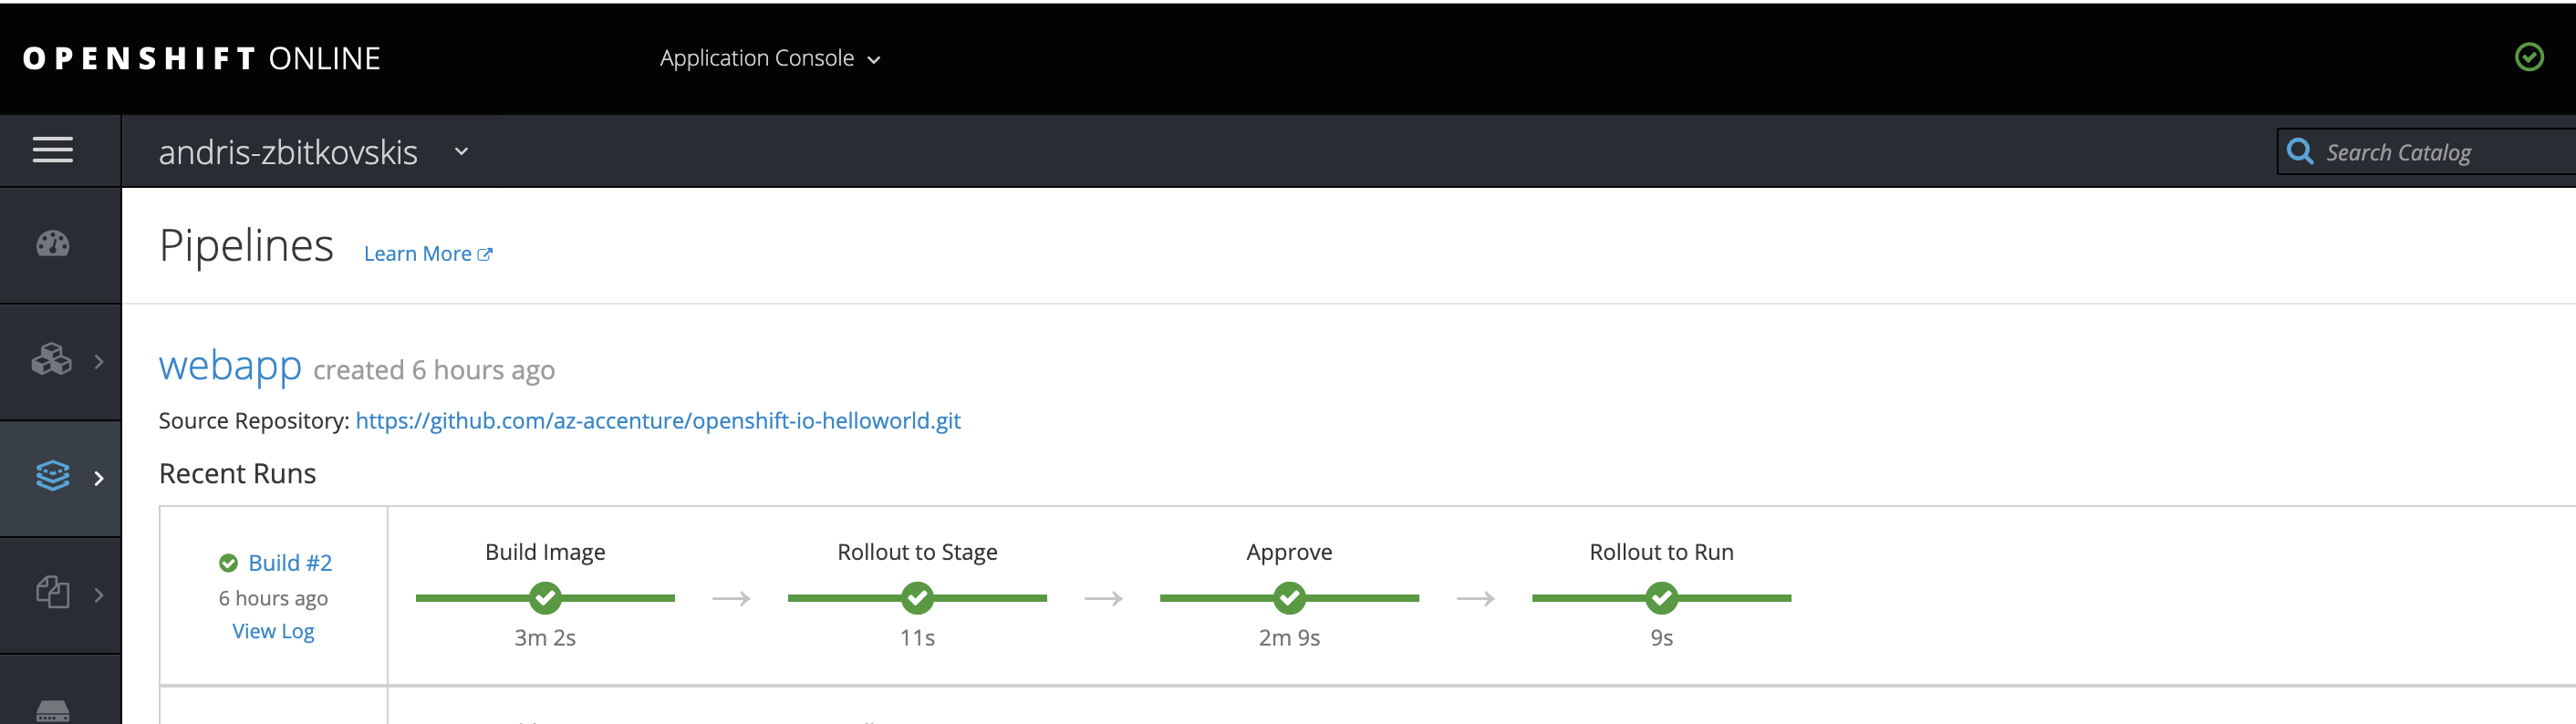 OPENSHIFT ONLINE
Application Console
andris-zbitkovskis
Search Catalog
Pipelines Learn More
webapp created 6 hours ago
Source Repository: https://github.com/az-accenture/openshift-io-helloworld.git
Recent Runs
Build #2
6 hours ago
View Log
Build Image
3m 2s
Rollout to Stage
11s
Approve
2m 9s
Rollout to Run
9s